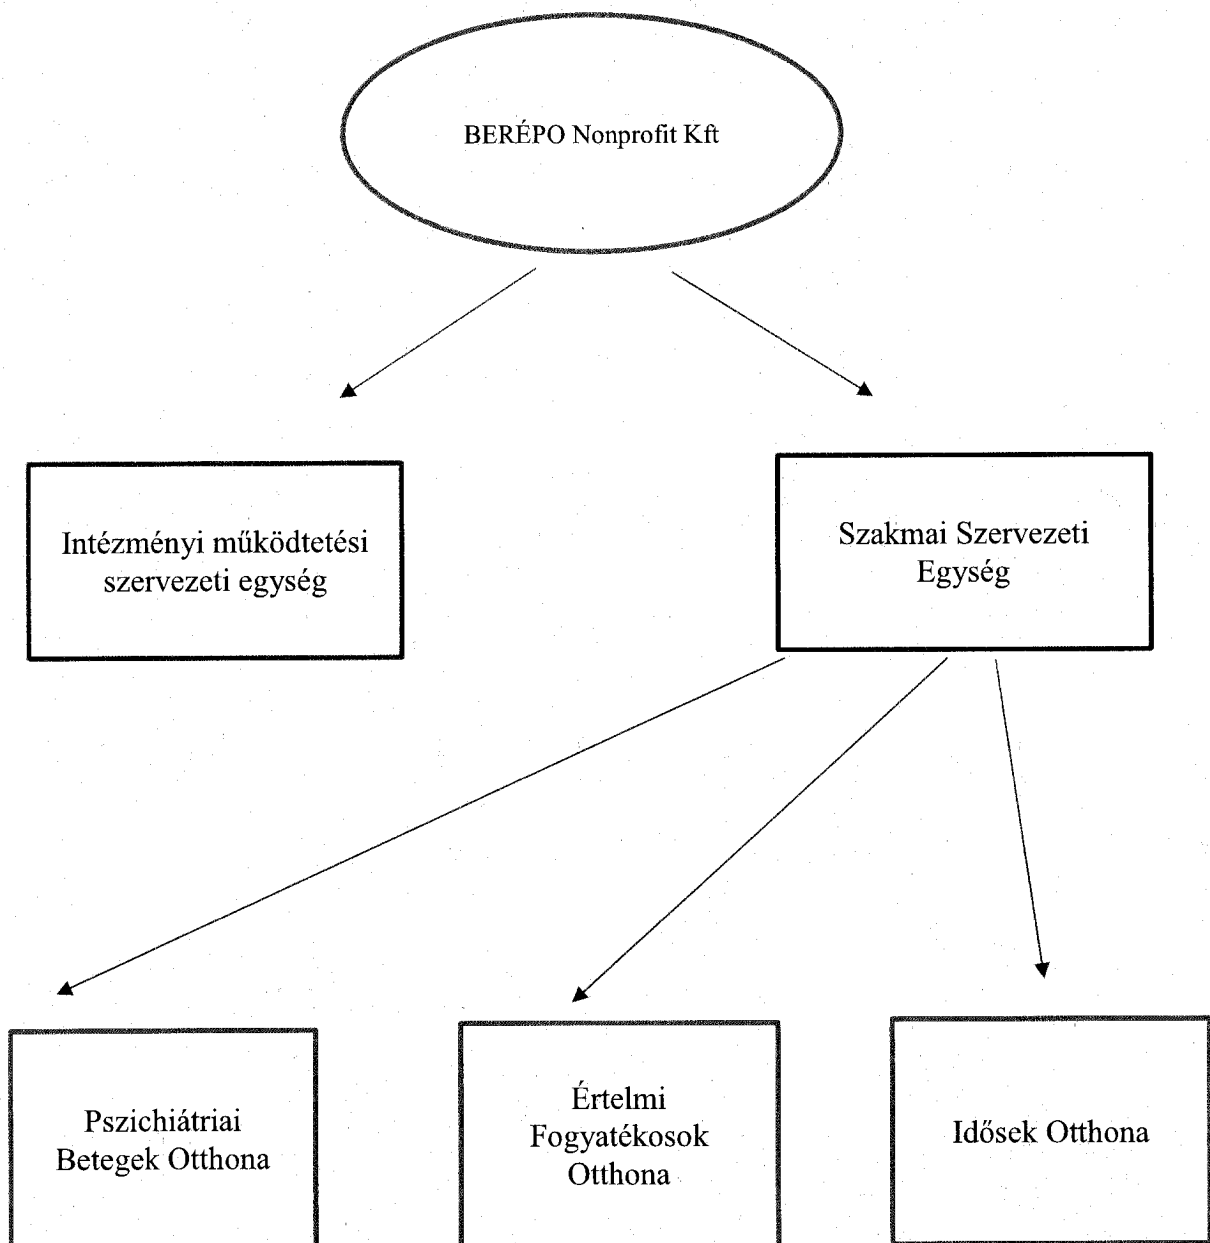 BERÉPO Nonprofit Kft
Intézményi működtetési
szervezeti egység
Szakmai Szervezeti
Egység
Pszichiátriai
Betegek Otthona
Értelmi
Fogyatékosok
Otthona
Idősek Otthona